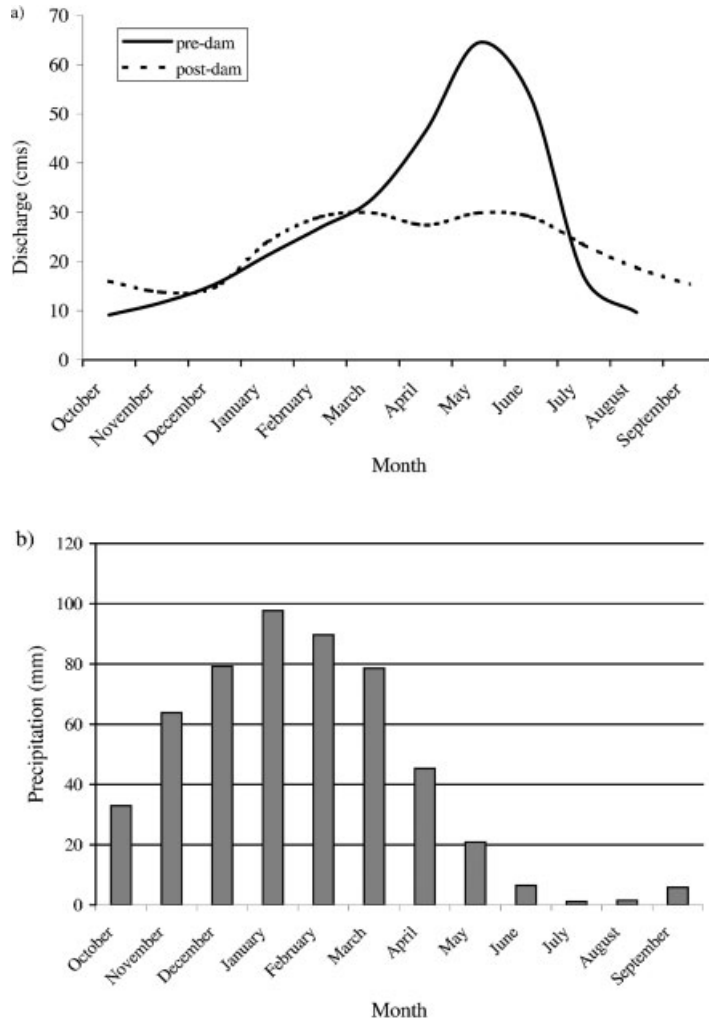 a)
70
60
50
40
30
20
10
0
Discharge (cms)
pre-dam
post-dam
October
November
December
January
February
March
April
May
June
July
August
September
Month
b)
120
100
80
60
40
20
0
Precipitation (mm)
October
November
December
January
February
March
April
May
June
July
August
September
Month